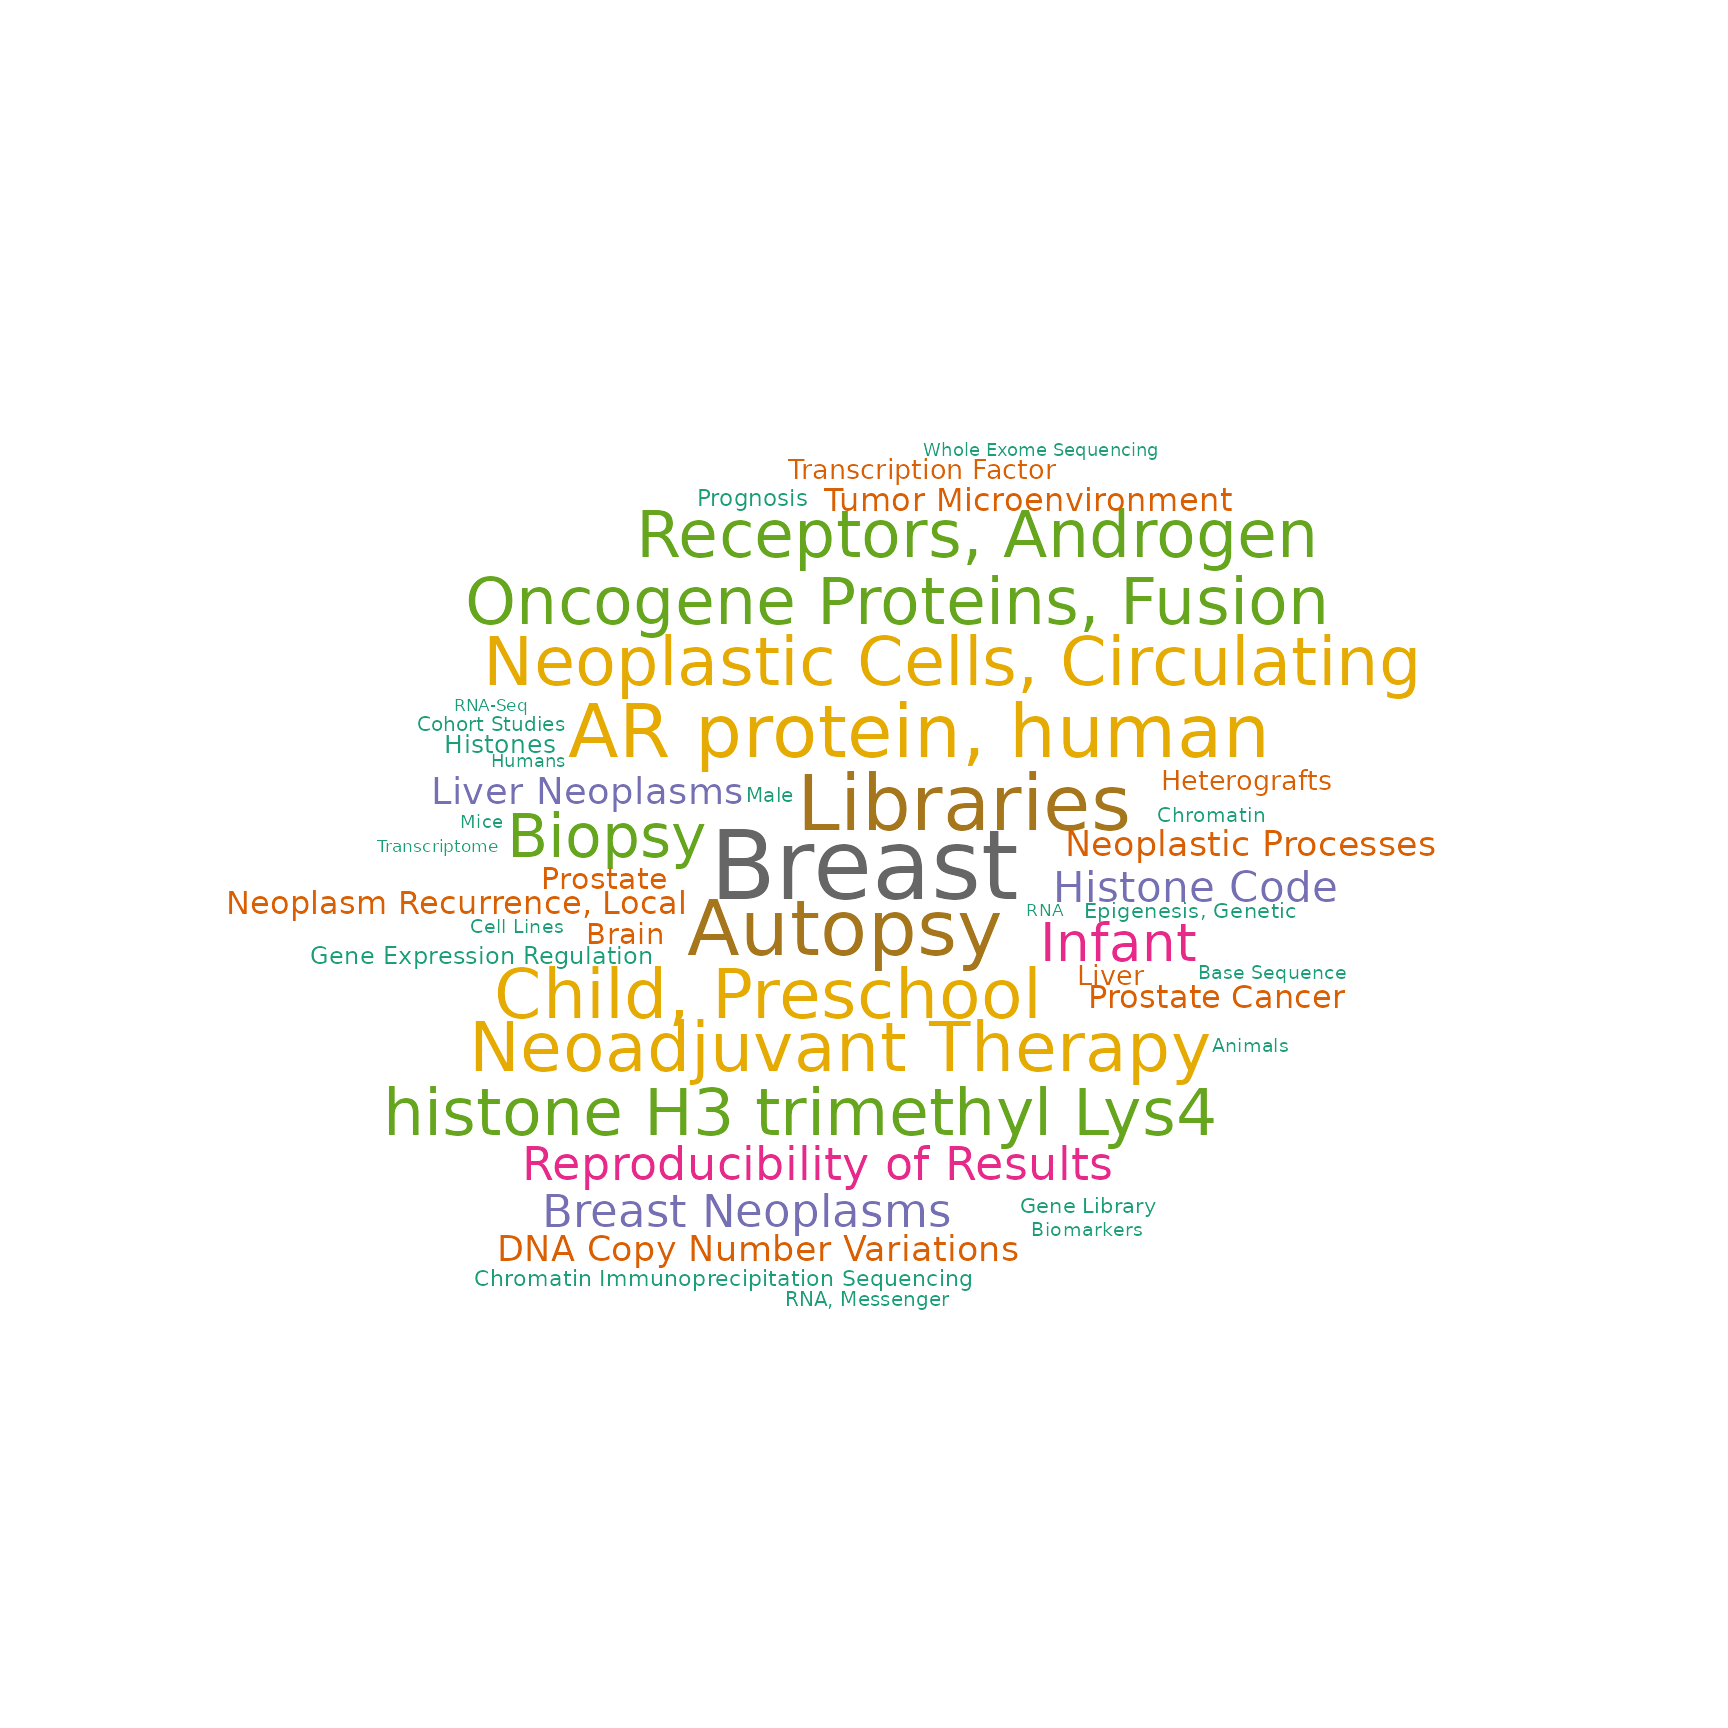 Whole Exome Sequencing
Transcription Factor
Prognosis Tumor Microenvironment
Receptors, Androgen
Oncogene Proteins, Fusion
Neoplastic Cells, Circulating
RNA-Seq
Cohort Studies
AR protein, human
Histones
Humans
Liver Neoplasms Male Libraries Heterografts
Chromatin
Mice Biopsy
Transcriptome
Breast Neoplastic Processes
Prostate Histone Code
Neoplasm Recurrence, Local
RNA Epigenesis, Genetic
Cell Lines Brain Autopsy Infant
Gene Expression Regulation
Liver Base Sequence
Child, Preschool Prostate Cancer
Neoadjuvant Therapy Animals
histone H3 trimethyl Lys4
Reproducibility of Results
Breast Neoplasms Gene Library
Biomarkers
DNA Copy Number Variations
Chromatin Immunoprecipitation Sequencing
RNA, Messenger